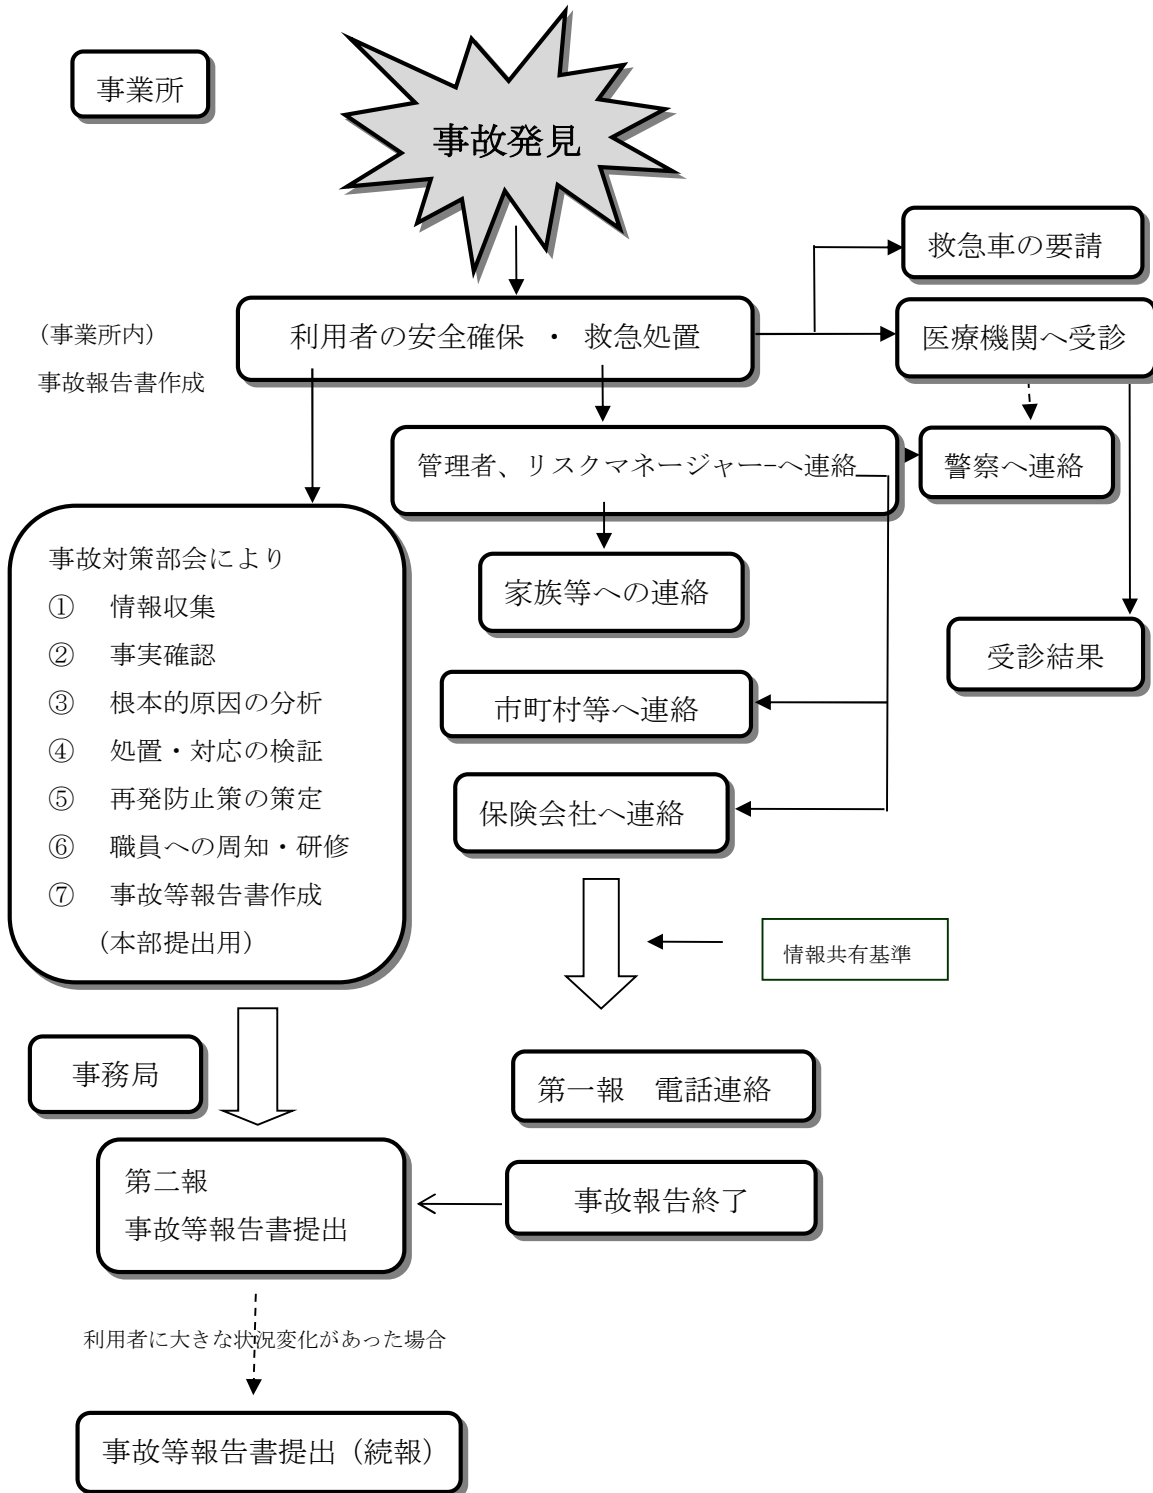 事業所
事故発見
救急車の要請
利用者の安全確保 ・ 救急処置
医療機関へ受診
（事業所内）
事故報告書作成
管理者、リスクマネージャー-へ連絡
警察へ連絡
事故対策部会により
① 情報収集
② 事実確認
③ 根本的原因の分析
④ 処置・対応の検証
⑤ 再発防止策の策定
⑥ 職員への周知・研修
⑦ 事故等報告書作成
（本部提出用）
家族等への連絡
受診結果
市町村等へ連絡
保険会社へ連絡
情報共有基準
事務局
第一報　電話連絡
第二報
事故等報告書提出
事故報告終了
利用者に大きな状況変化があった場合
事故等報告書提出（続報）